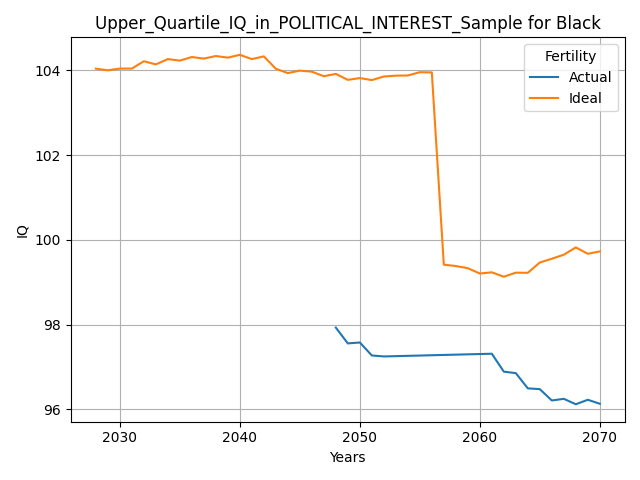 Upper_Quartile_IQ_in_POLITICAL_INTEREST_Sample for Black
Fertility
Actual
Ideal
104
102
100
98
96
IQ
2030
2040
2050
2060
2070
Years